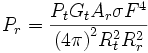 P_r = \frac{P_t G_t A_r \sigma F^4}{(4\pi)^2 R_t^2 R_r^2}